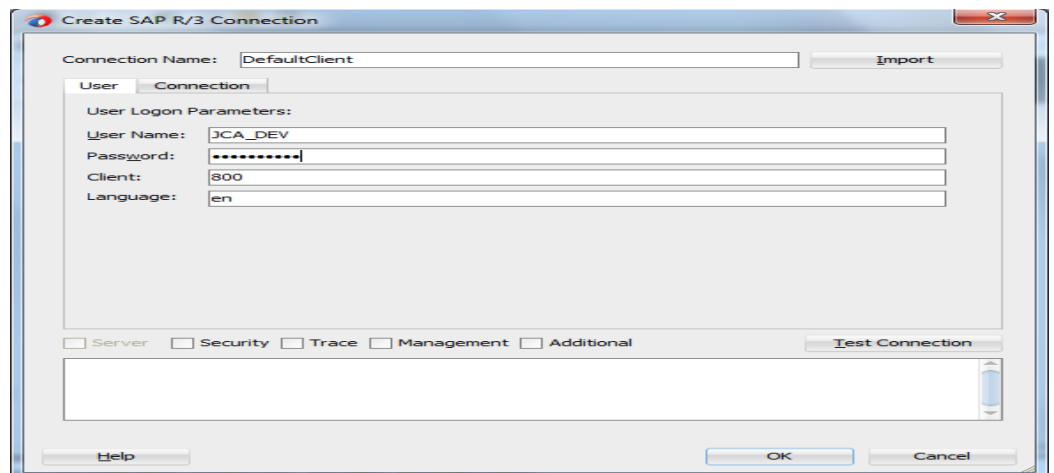 Create SAP R/3 Connection
Connection Name: DefaultClient Import
User Connection
User Logon Parameters:
User Name: JCA_DEV
Password: ••••••••••
Client: 800
Language: en
Server Security Trace Management Additional Test Connection
Help OK Cancel